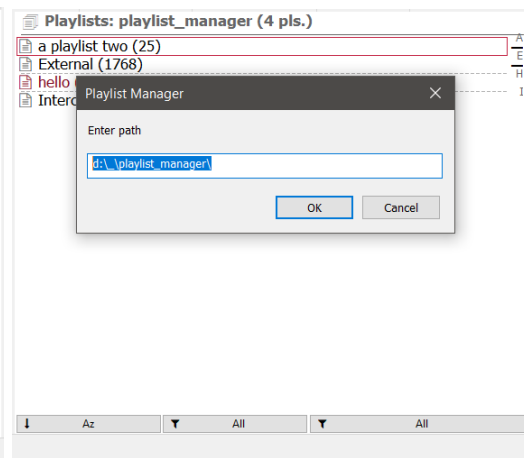 Playlists: playlist_manager (4 pls.)
a playlist two (25)
External (1768)
hello
Playlist Manager
Enter path
d:\_\playlist_manager\
OK
Cancel
A
E
H
I
Az
All
All